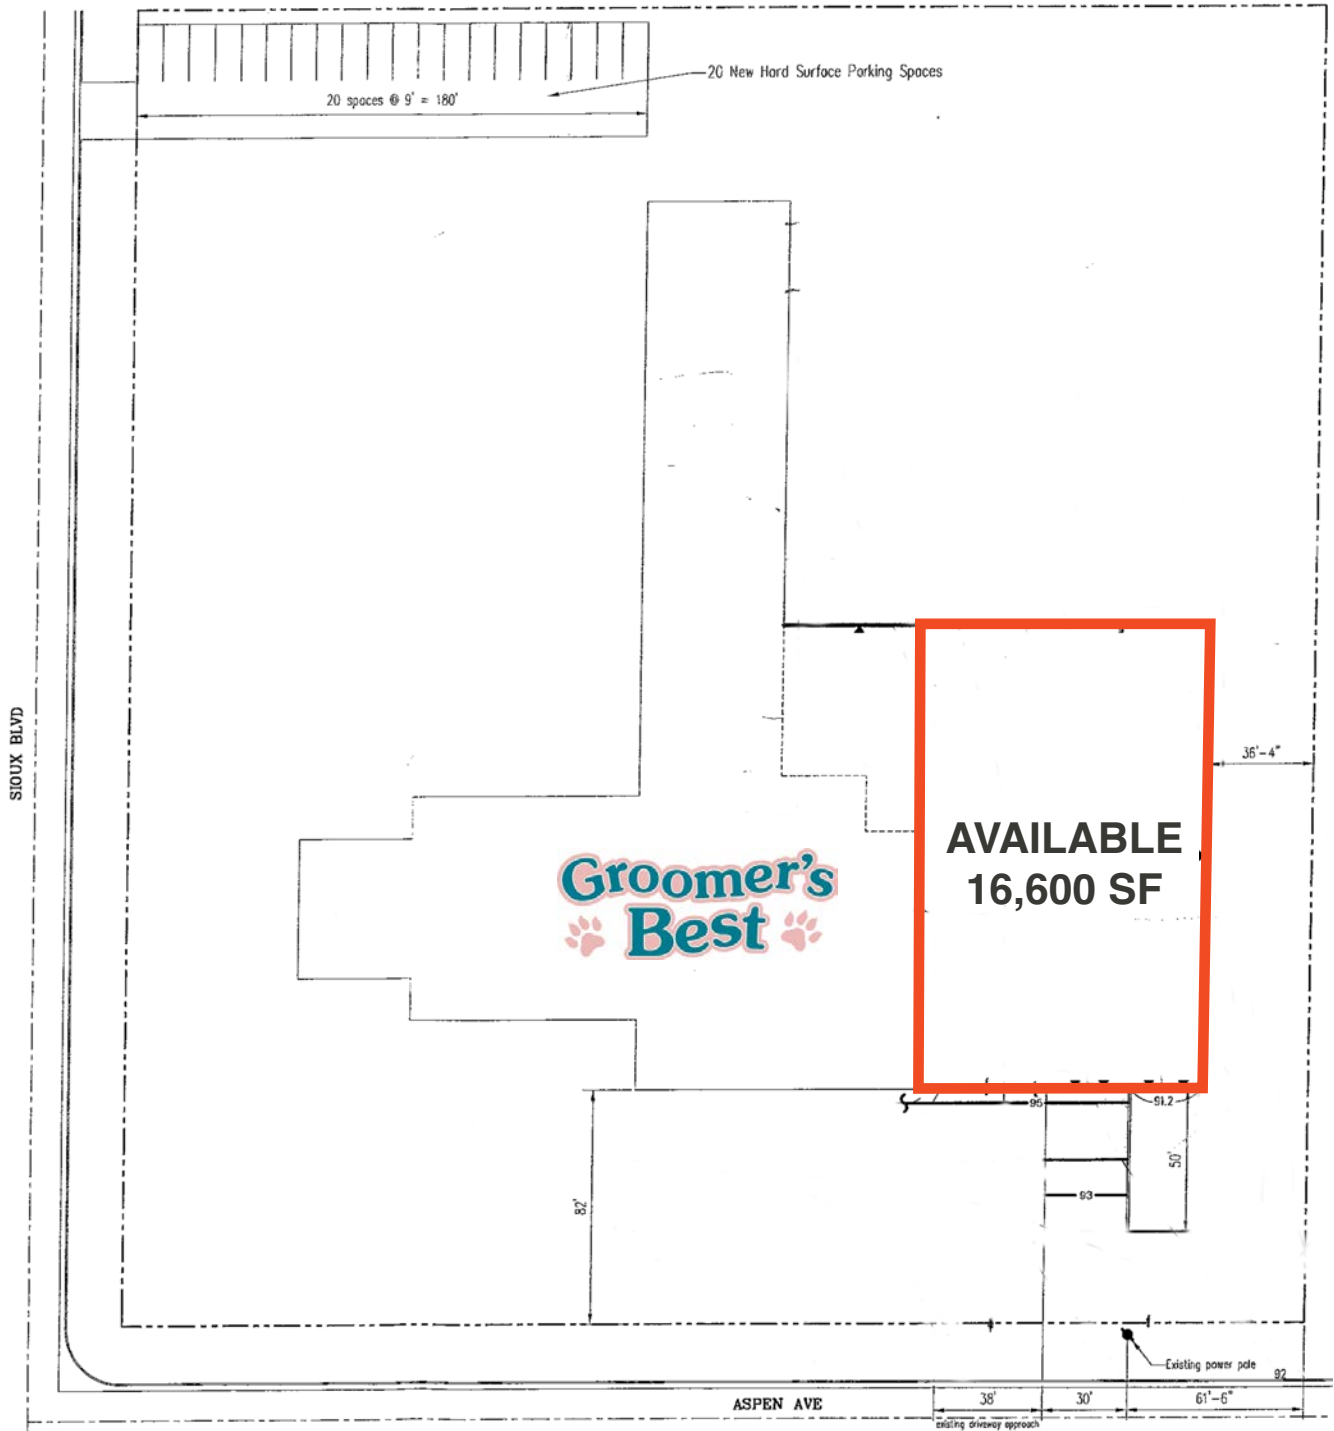 20 New Hard Surface Parking Spaces
20 spaces @ 9' = 180'
SIOUX BLVD
36'-4"
AVAILABLE
16,600 SF
Groomer's
Best
95
91.2
50'
93
82'
Existing power pole
92
ASPEN AVE
38'
30'
61'-6"
existing driveway approach